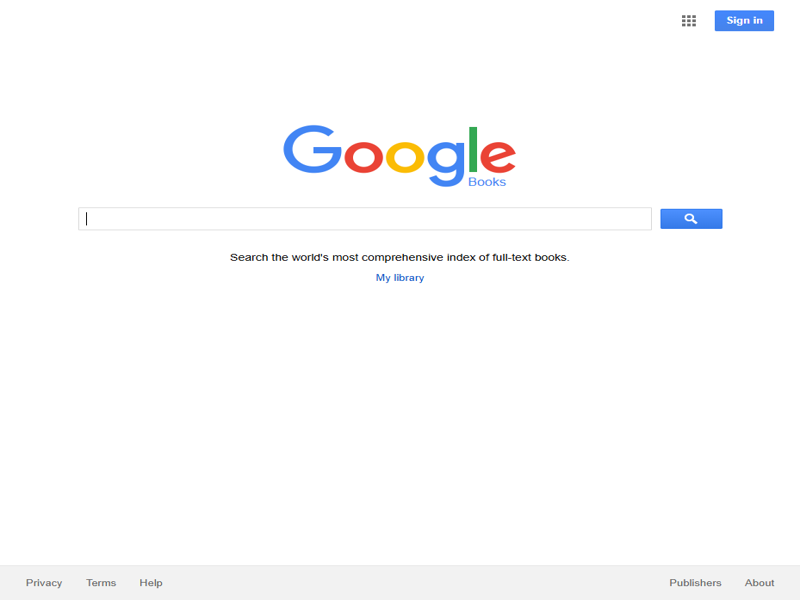 Sign in
Google
Books
Search the world's most comprehensive index of full-text books.
My library
Privacy Terms Help Publishers About